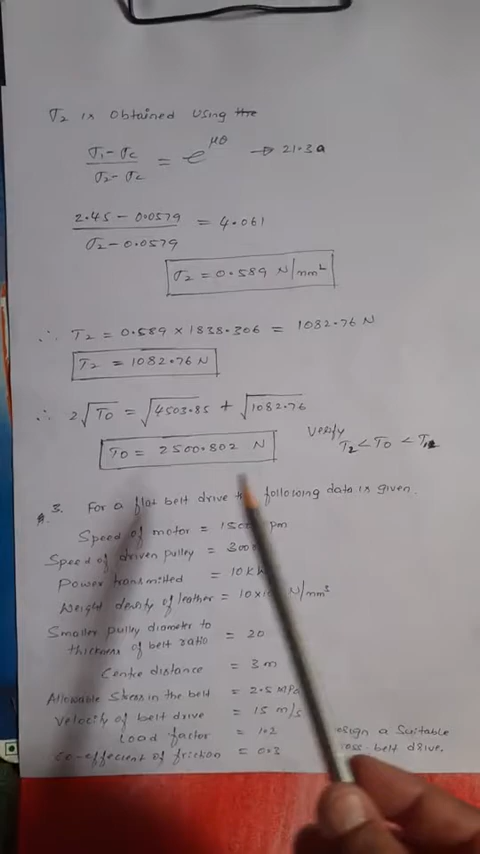 σ2 is obtained using the
σ1 - σc / σ2 - σc = e^μθ → 21.3a
2.45 - 0.0579 / σ2 - 0.0579 = 4.061
σ2 = 0.589 N/mm²
∴ T2 = 0.589 × 1838.306 = 1082.76 N
T2 = 1082.76 N
∴ 2√T0 = √4503.85 + √1082.76
T0 = 2500.802 N
Verify T2 < T0 < T1
3. For a flat belt drive following data is given.
Speed of motor = pm
Speed of driven pulley = 300
Power transmitted = 10 k
Weight density of leather = 10×10 N/mm³
Smaller pulley diameter to
thickness of belt ratio = 20
Centre distance = 3 m
Allowable Stress in the belt = 2.5 MPa
Velocity of belt drive = 15 m/s
Load factor = 1.2
Co-effecient of friction = 0.3
esign a Suitable
oss-belt drive.